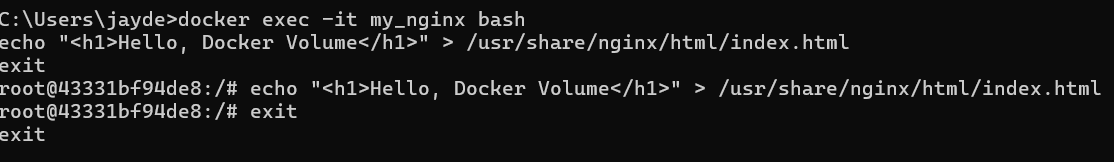 C:\Users\jayde>docker exec -it my_nginx bash
echo "<h1>Hello, Docker Volume</h1>" > /usr/share/nginx/html/index.html
exit
root@43331bf94de8:/# echo "<h1>Hello, Docker Volume</h1>" > /usr/share/nginx/html/index.html
root@43331bf94de8:/# exit
exit